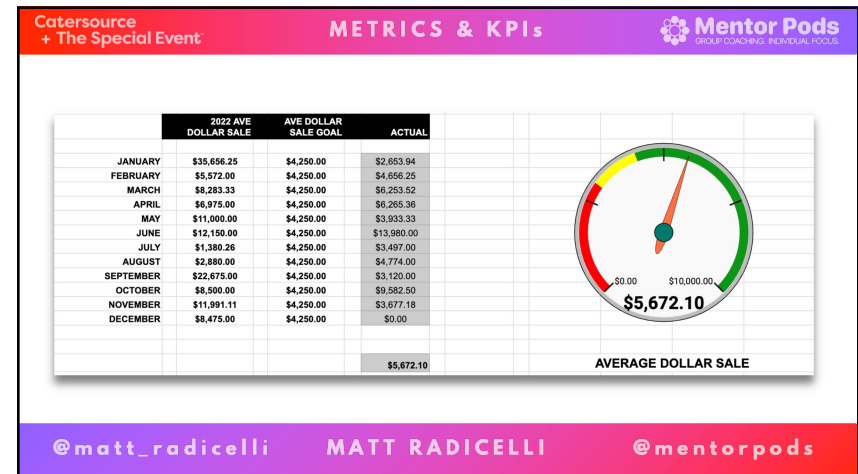 Catersource
+ The Special Event
METRICS & KPIs
Mentor Pods
GROUP COACHING. INDIVIDUAL FOCUS.
2022 AVE DOLLAR SALE AVE DOLLAR SALE GOAL ACTUAL
JANUARY $35,656.25 $4,250.00 $2,653.94
FEBRUARY $5,572.00 $4,250.00 $4,656.25
MARCH $8,283.33 $4,250.00 $6,253.52
APRIL $6,975.00 $4,250.00 $6,265.36
MAY $11,000.00 $4,250.00 $3,933.33
JUNE $12,150.00 $4,250.00 $13,980.00
JULY $1,380.26 $4,250.00 $3,497.00
AUGUST $2,880.00 $4,250.00 $4,774.00
SEPTEMBER $22,675.00 $4,250.00 $3,120.00
OCTOBER $8,500.00 $4,250.00 $9,582.50
NOVEMBER $11,991.11 $4,250.00 $3,677.18
DECEMBER $8,475.00 $4,250.00 $0.00
$5,672.10
$0.00 $10,000.00
$5,672.10
AVERAGE DOLLAR SALE
@matt_radicelli MATT RADICELLI @mentorpods